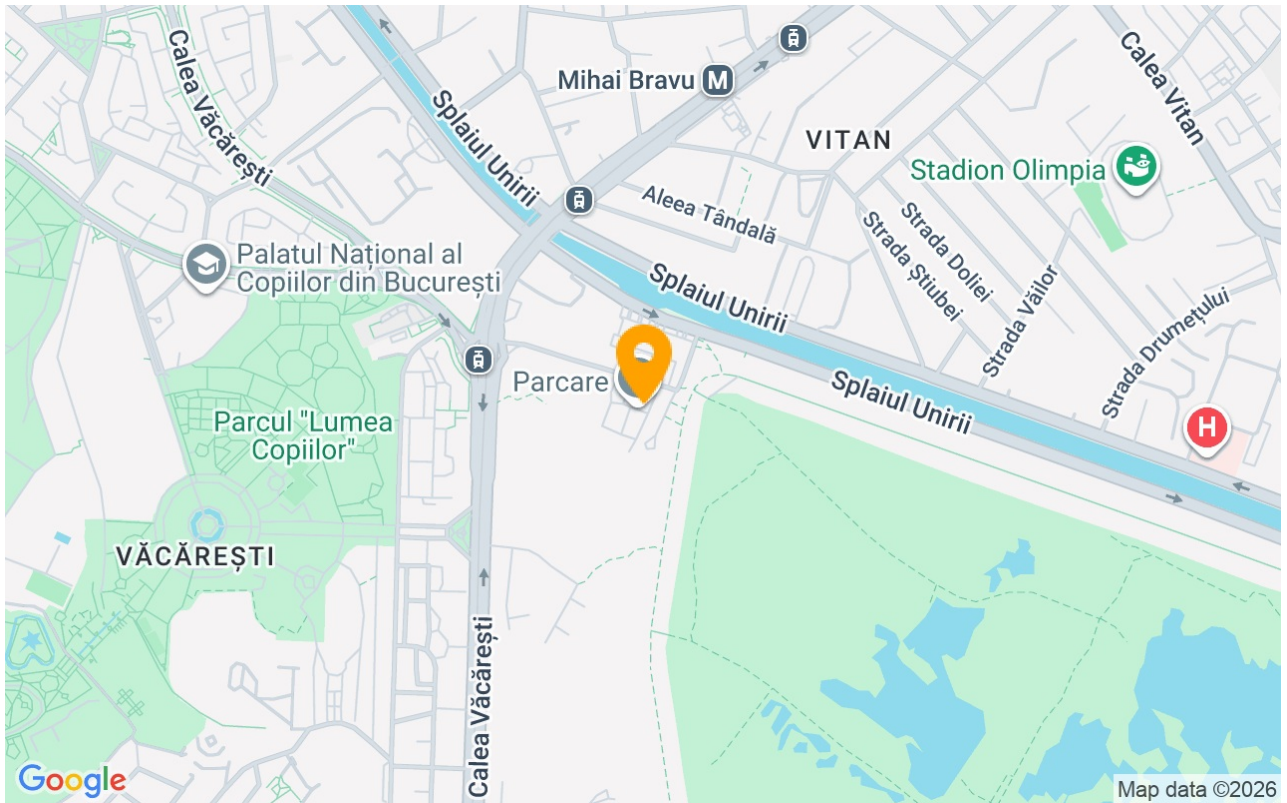 Calea Văcărești
Splaiul Unirii
Mihai Bravu
M
VITAN
Calea Vitan
Stadion Olimpia
Aleea Tândală
Strada Doliei
Strada Știubei
Palatul Național al
Copiilor din București
Splaiul Unirii
Strada Văilor
Strada Drumețului
Parcare
Splaiul Unirii
H
Parcul "Lumea
Copiilor"
VĂCĂREȘTI
Calea Văcărești
Google
Map data ©2026